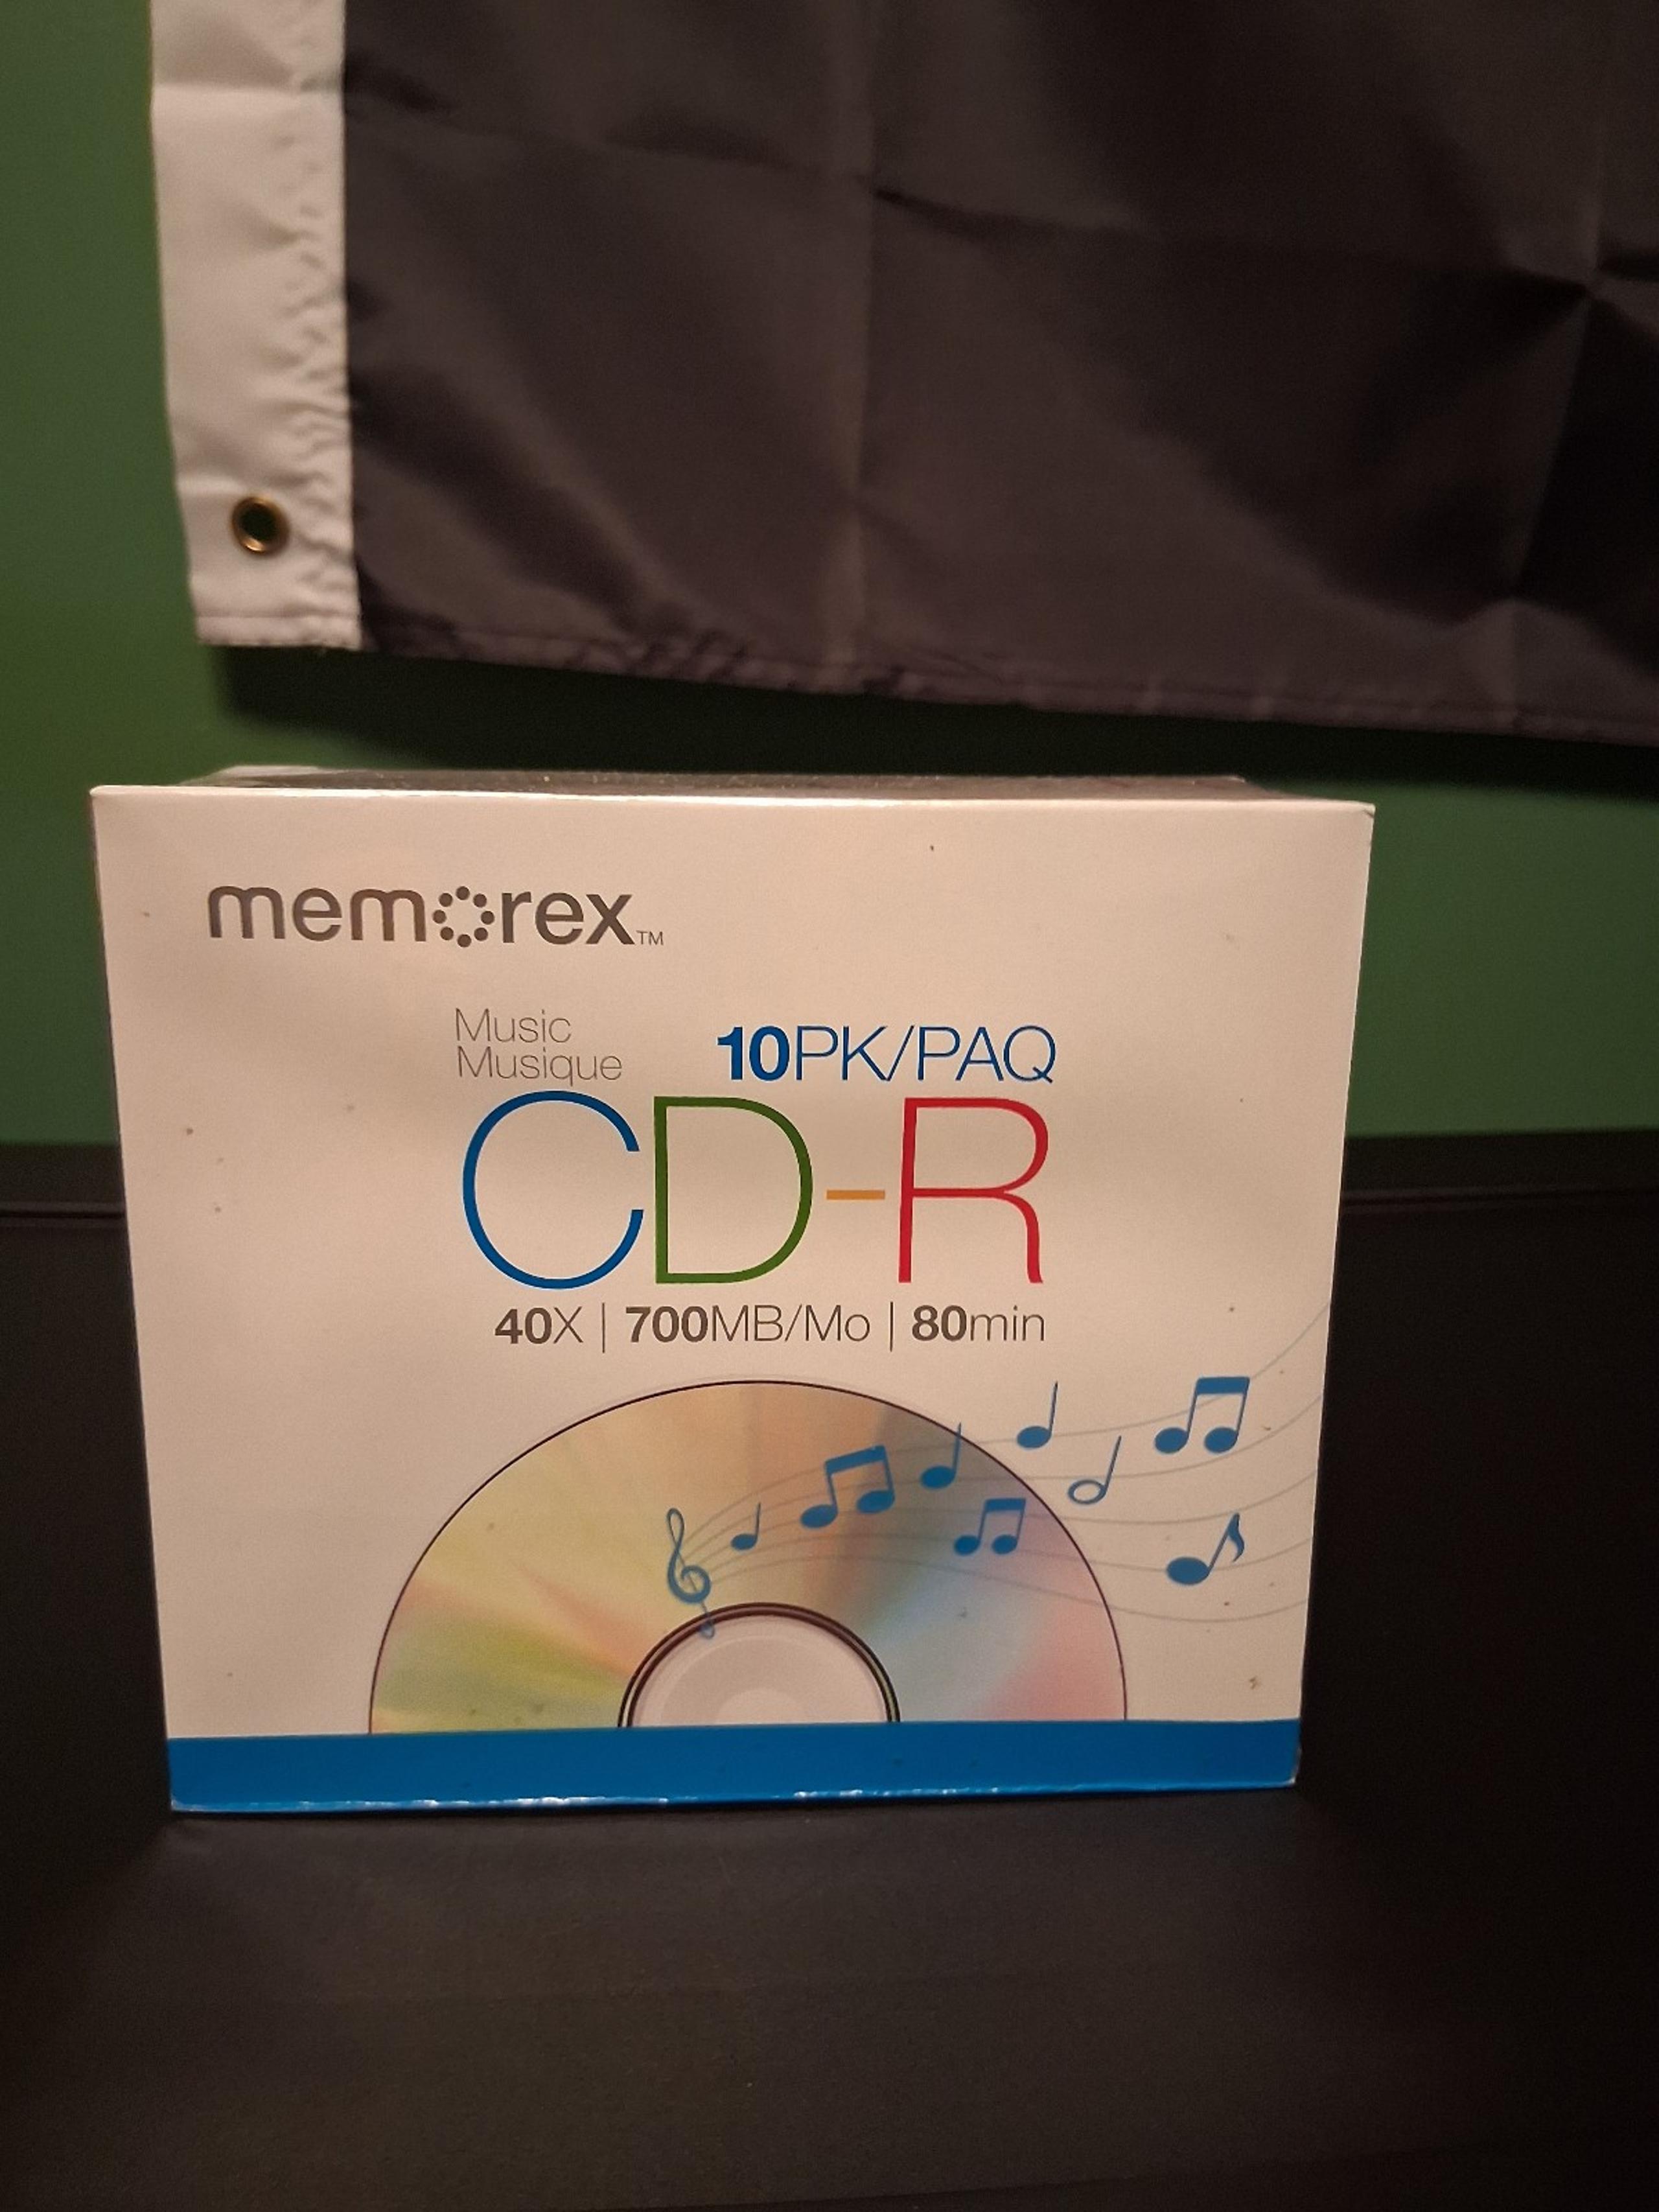 memorex™
Music
Musique
10PK/PAQ
CD-R
40X | 700MB/Mo | 80min